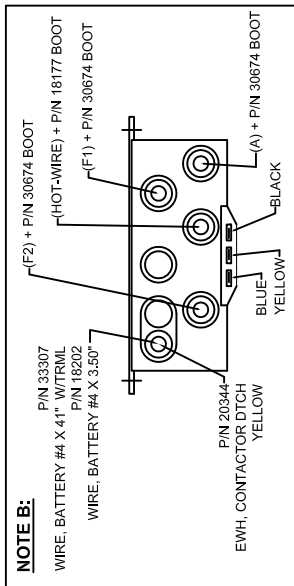 NOTE B:
P/N 33307
WIRE, BATTERY #4 X 41" W/TRML
P/N 18202
WIRE, BATTERY #4 X 3.50"
(F2) + P/N 30674 BOOT
(HOT-WIRE) + P/N 18177 BOOT
(F1) + P/N 30674 BOOT
(A) + P/N 30674 BOOT
P/N 20344
EWH, CONTACTOR DTCH
YELLOW
BLUE
YELLOW
BLACK